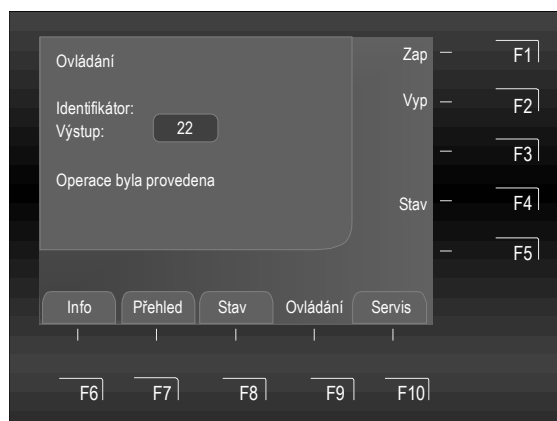 Ovládání
Zap
F1
Identifikátor:
Vyp
F2
Výstup:
22
F3
Operace byla provedena
Stav
F4
F5
Info
Přehled
Stav
Ovládání
Servis
F6
F7
F8
F9
F10